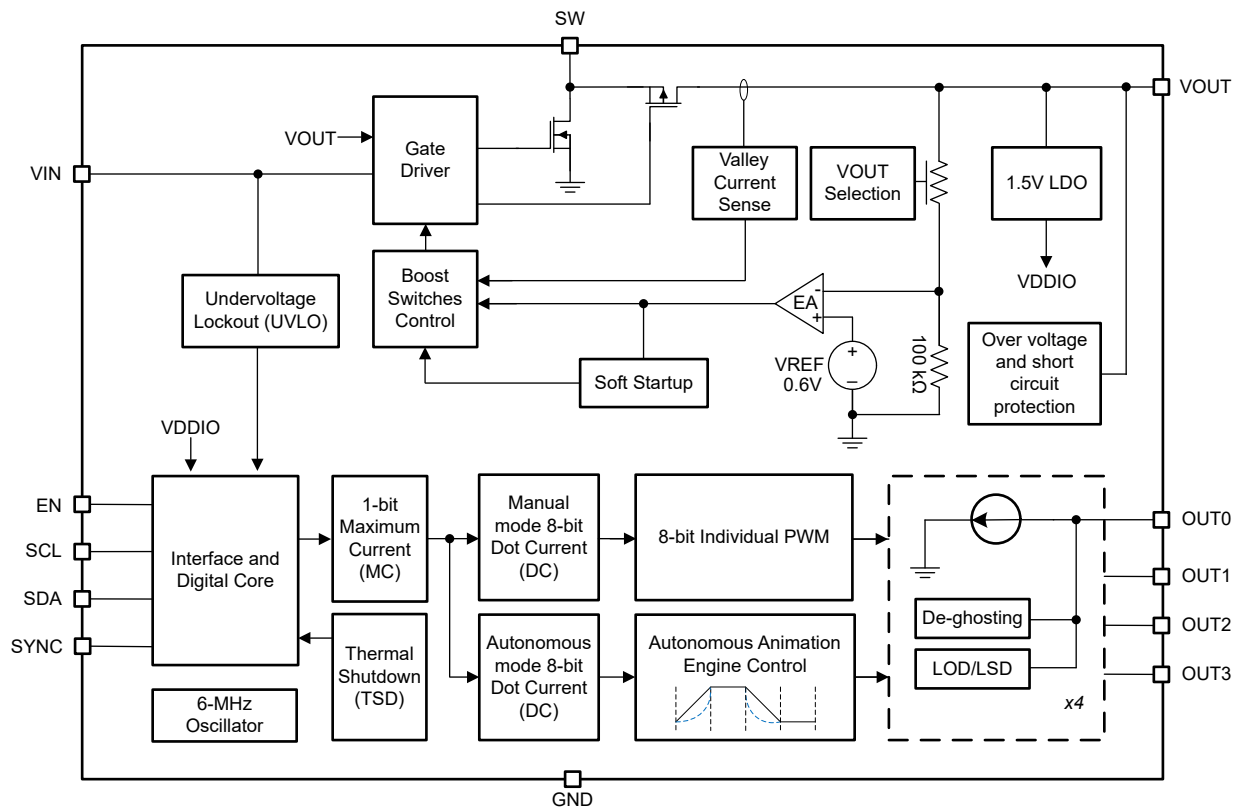 SW
VOUT
VOUT
VIN
Gate
Driver
Valley
Current
Sense
VOUT
Selection
1.5V LDO
VDDIO
Undervoltage
Lockout (UVLO)
Boost
Switches
Control
EA
-
+
Soft Startup
VREF
0.6V
+
–
100 kΩ
Over voltage
and short
circuit
protection
VDDIO
EN
SCL
SDA
SYNC
Interface and
Digital Core
1-bit
Maximum
Current
(MC)
Manual
mode 8-bit
Dot Current
(DC)
8-bit Individual PWM
OUT0
OUT1
OUT2
OUT3
De-ghosting
LOD/LSD
x4
Thermal
Shutdown
(TSD)
Autonomous
mode 8-bit
Dot Current
(DC)
Autonomous Animation
Engine Control
6-MHz
Oscillator
GND